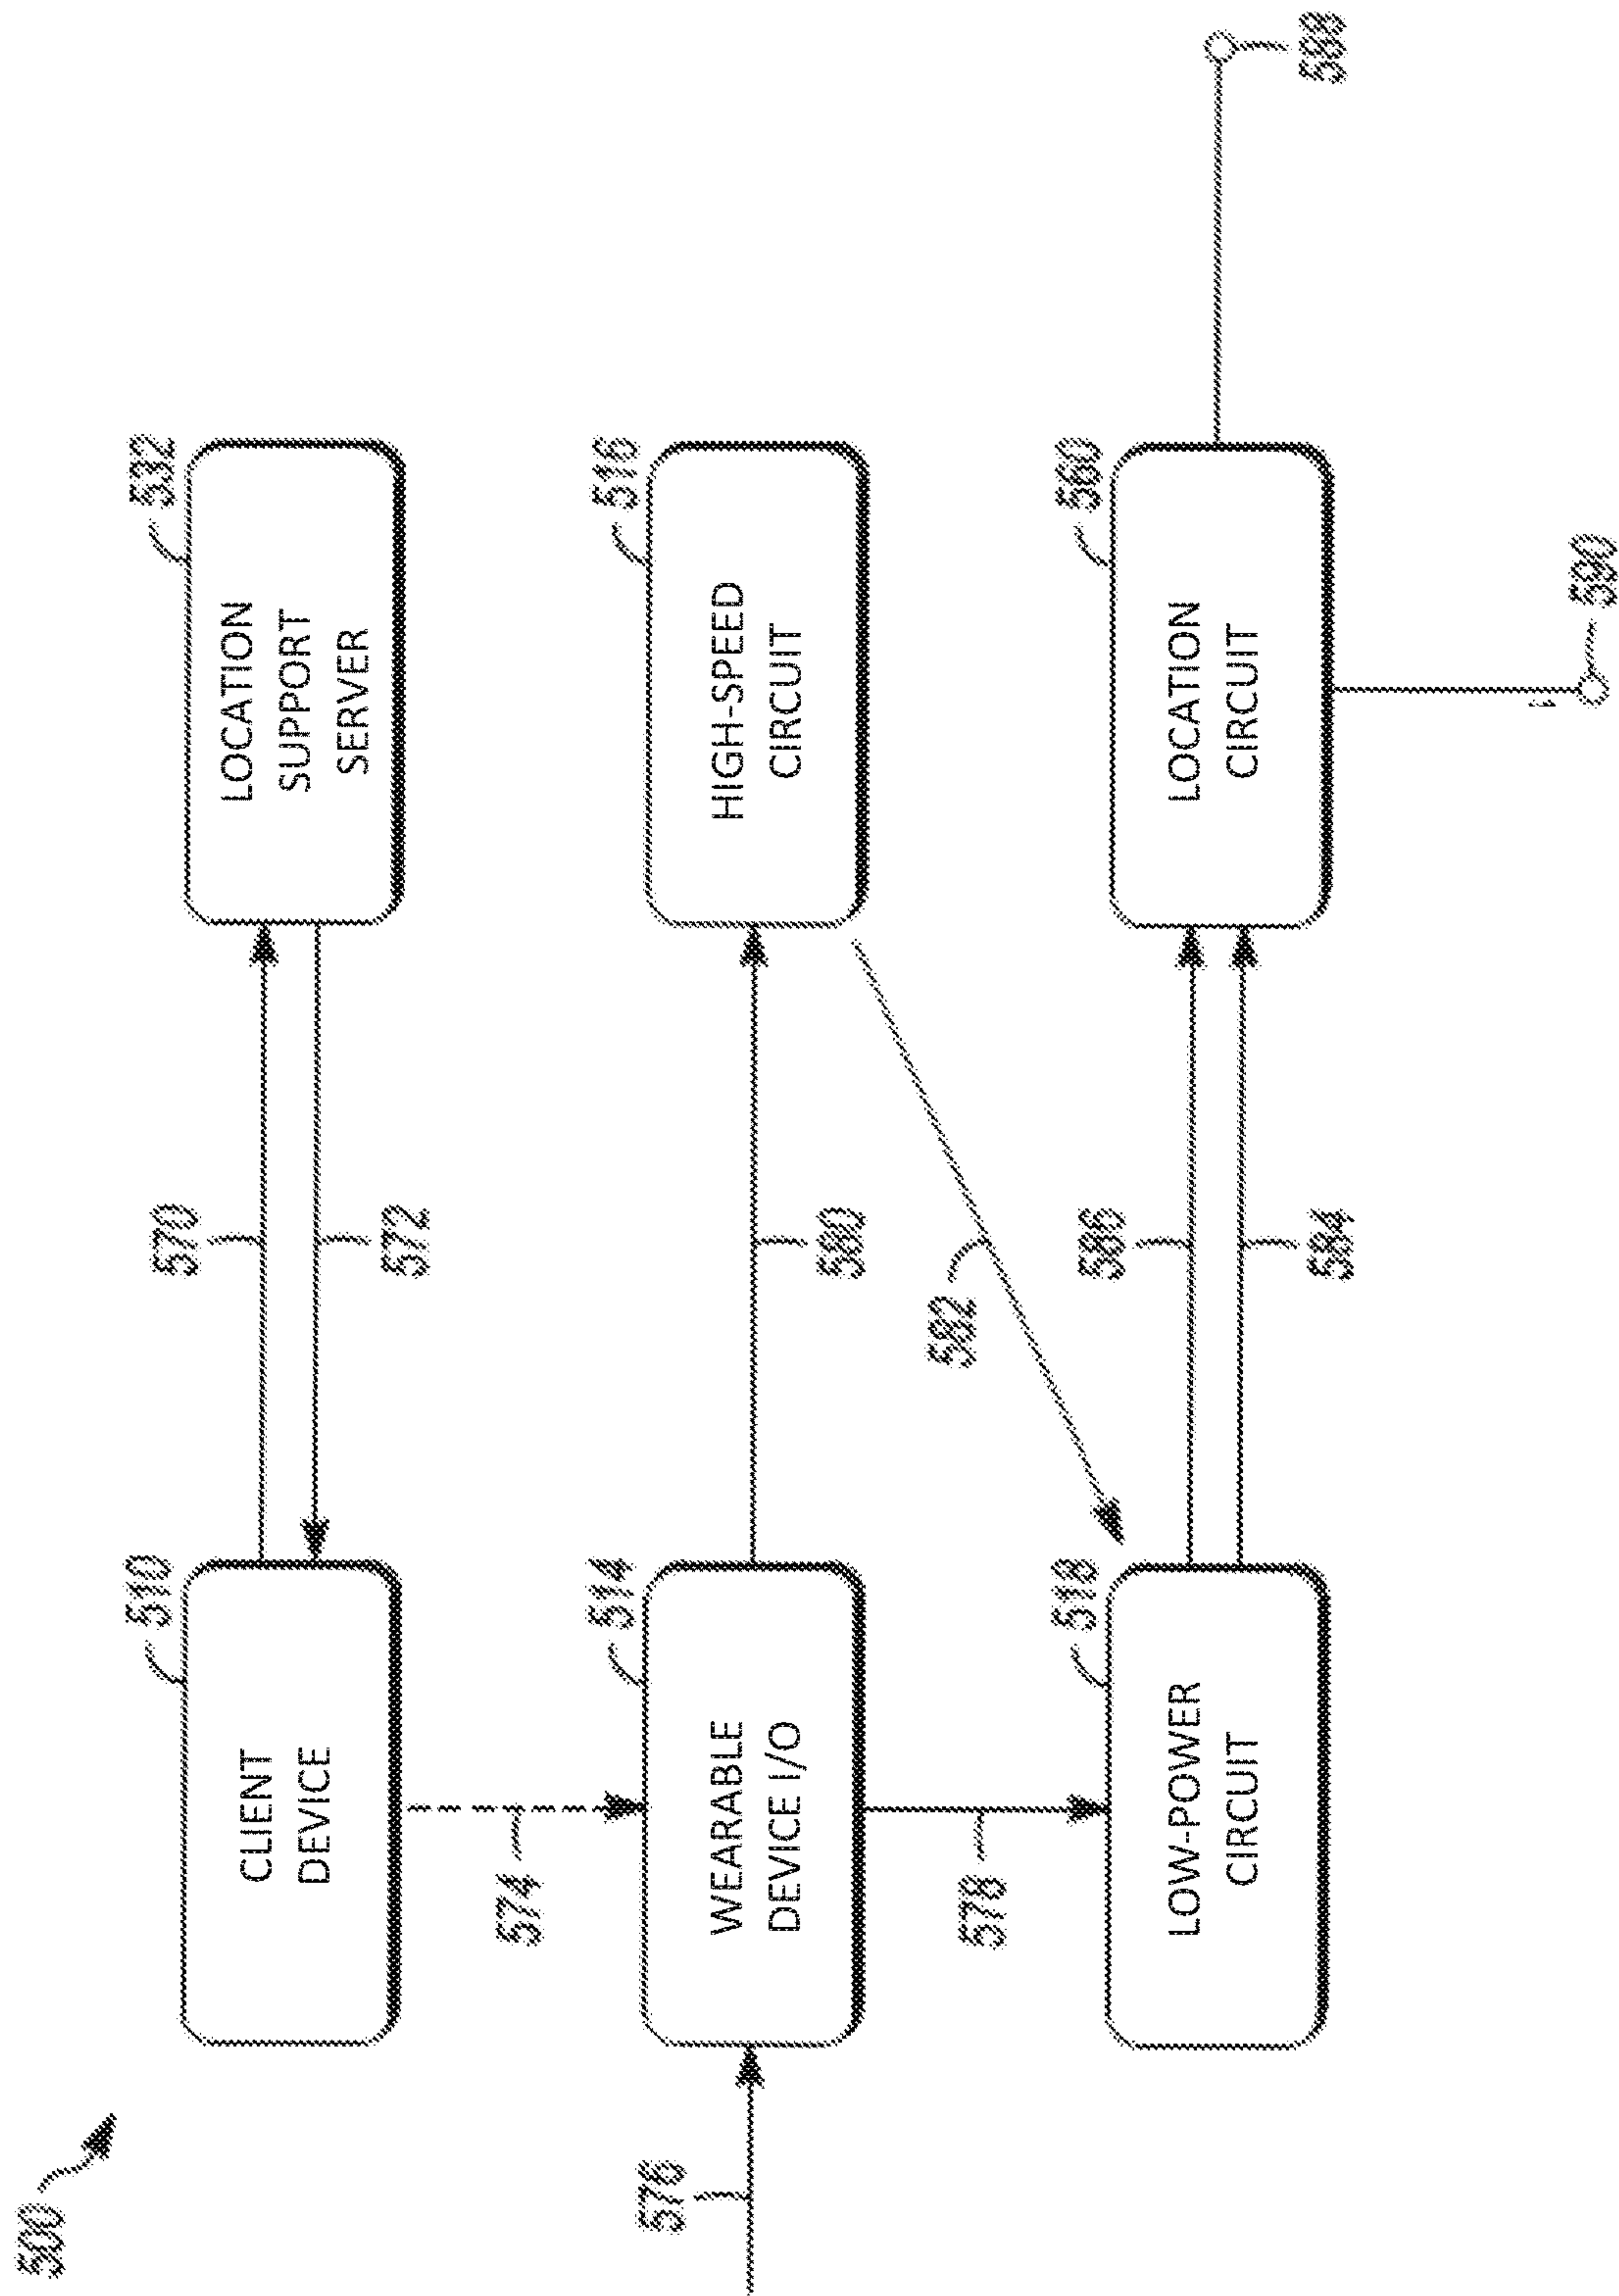 500
510
CLIENT
DEVICE
570
572
532
LOCATION
SUPPORT
SERVER
574
576
514
WEARABLE
DEVICE I/O
580
516
HIGH-SPEED
CIRCUIT
578
582
518
LOW-POWER
CIRCUIT
586
584
560
LOCATION
CIRCUIT
588
590